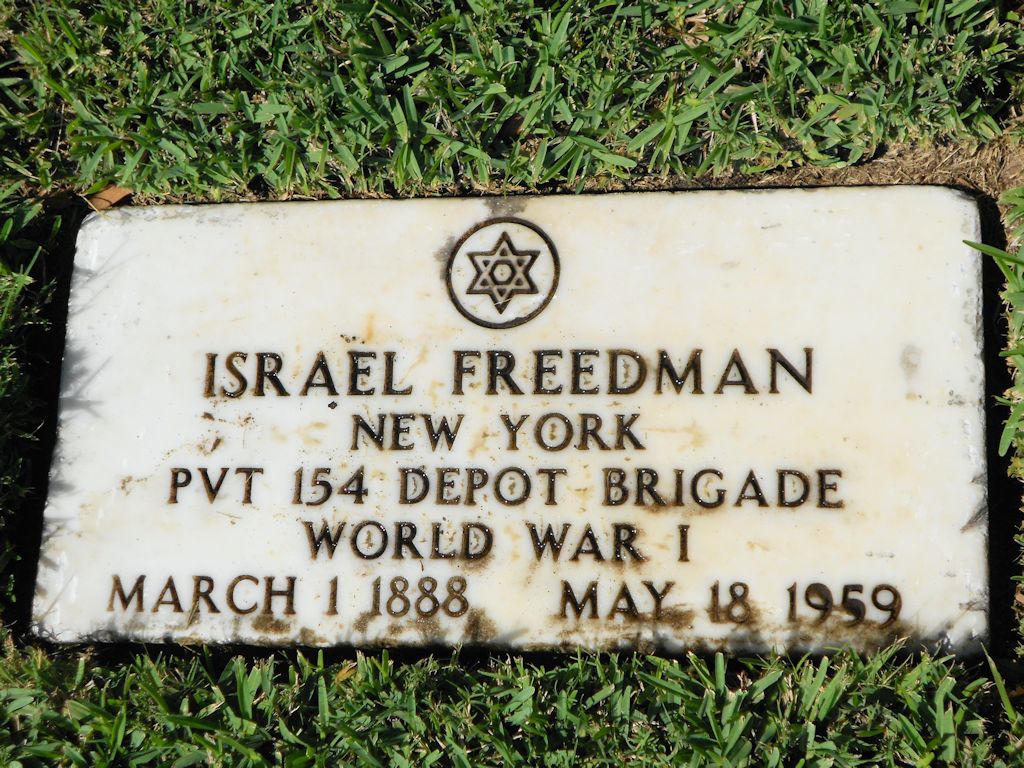 ISRAEL FREEDMAN
NEW YORK
PVT 154 DEPOT BRIGADE
WORLD WAR I
MARCH 1 1888 MAY 18 1959